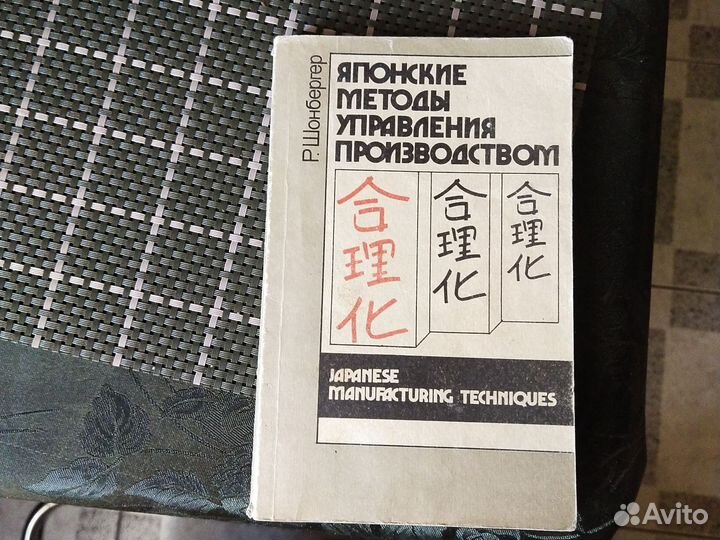 Р. Шонбергер
ЯПОНСКИЕ
МЕТОДЫ
УПРАВЛЕНИЯ
ПРОИЗВОДСТВОМ
合理化
合理化
合理化
JAPANESE
MANUFACTURING TECHNIQUES
Avito